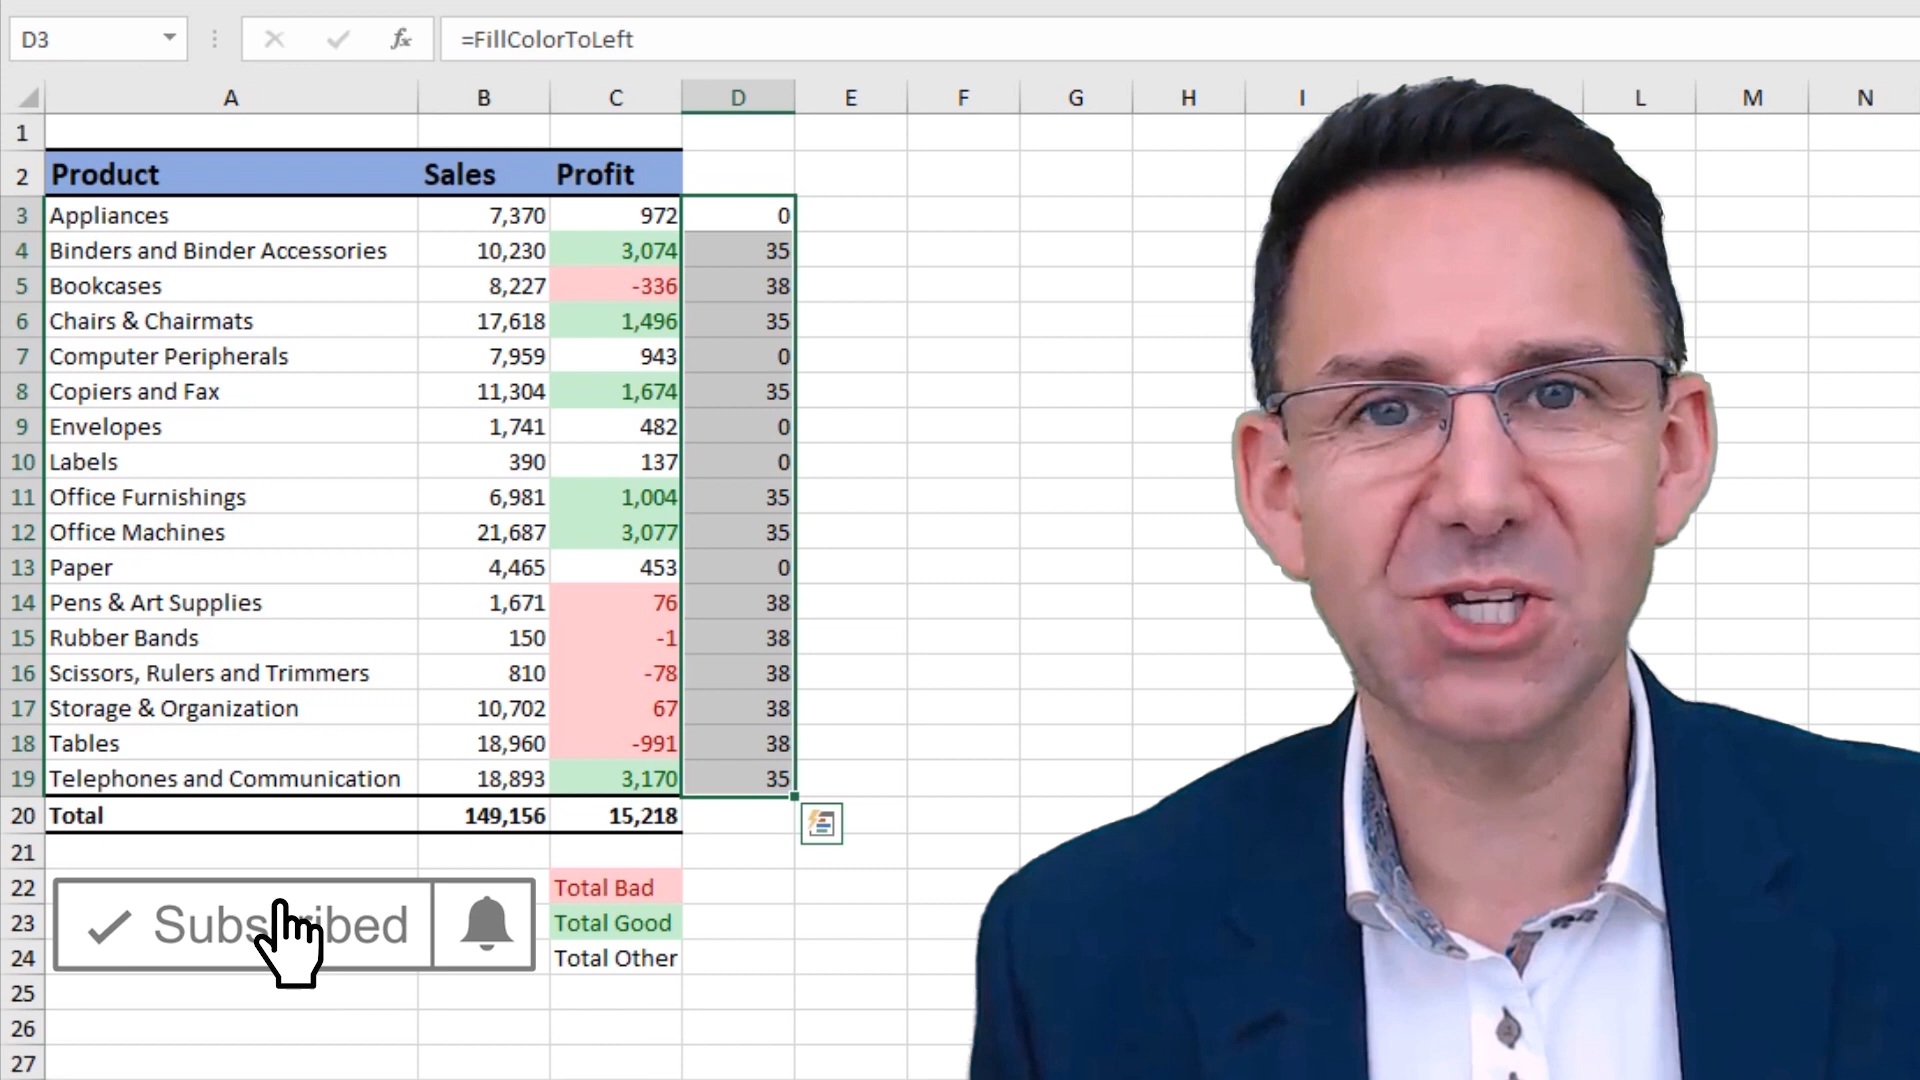 D3 fx =FillColorToLeft
A B C D E F G H I L M N
1
2 Product Sales Profit
3 Appliances 7,370 972 0
4 Binders and Binder Accessories 10,230 3,074 35
5 Bookcases 8,227 -336 38
6 Chairs & Chairmats 17,618 1,496 35
7 Computer Peripherals 7,959 943 0
8 Copiers and Fax 11,304 1,674 35
9 Envelopes 1,741 482 0
10 Labels 390 137 0
11 Office Furnishings 6,981 1,004 35
12 Office Machines 21,687 3,077 35
13 Paper 4,465 453 0
14 Pens & Art Supplies 1,671 76 38
15 Rubber Bands 150 -1 38
16 Scissors, Rulers and Trimmers 810 -78 38
17 Storage & Organization 10,702 67 38
18 Tables 18,960 -991 38
19 Telephones and Communication 18,893 3,170 35
20 Total 149,156 15,218
21
22 Total Bad
23 Subscribed Total Good
24 Total Other
25
26
27